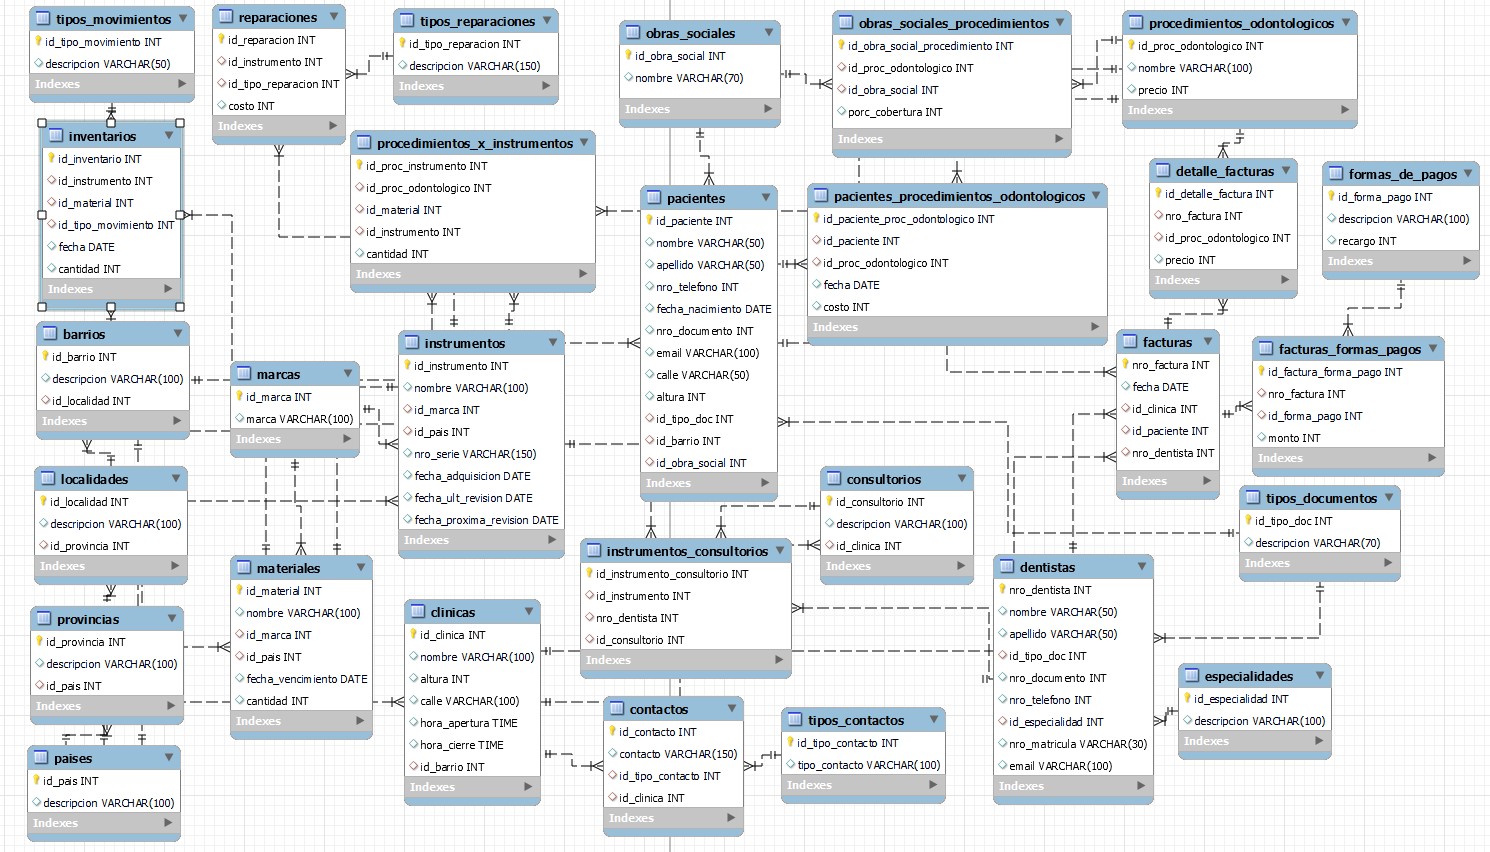 tipos_movimientos
id_tipo_movimiento INT
descripcion VARCHAR(50)
Indexes
reparaciones
id_reparacion INT
id_instrumento INT
id_tipo_reparacion INT
costo INT
Indexes
tipos_reparaciones
id_tipo_reparacion INT
descripcion VARCHAR(150)
Indexes
obras_sociales
id_obra_social INT
nombre VARCHAR(70)
Indexes
obras_sociales_procedimientos
id_obra_social_procedimiento INT
id_proc_odontologico INT
id_obra_social INT
porc_cobertura INT
Indexes
procedimientos_odontologicos
id_proc_odontologico INT
nombre VARCHAR(100)
precio INT
Indexes
inventarios
id_inventario INT
id_instrumento INT
id_material INT
id_tipo_movimiento INT
fecha DATE
cantidad INT
Indexes
procedimientos_x_instrumentos
id_proc_instrumento INT
id_proc_odontologico INT
id_material INT
id_instrumento INT
cantidad INT
Indexes
pacientes
id_paciente INT
nombre VARCHAR(50)
apellido VARCHAR(50)
nro_telefono INT
fecha_nacimiento DATE
nro_documento INT
email VARCHAR(100)
calle VARCHAR(50)
altura INT
id_tipo_doc INT
id_barrio INT
id_obra_social INT
Indexes
pacientes_procedimientos_odontologicos
id_paciente_proc_odontologico INT
id_paciente INT
id_proc_odontologico INT
fecha DATE
costo INT
Indexes
detalle_facturas
id_detalle_factura INT
nro_factura INT
id_proc_odontologico INT
precio INT
Indexes
formas_de_pagos
id_forma_pago INT
descripcion VARCHAR(100)
recargo INT
Indexes
barrios
id_barrio INT
descripcion VARCHAR(100)
id_localidad INT
Indexes
marcas
id_marca INT
marca VARCHAR(100)
Indexes
instrumentos
id_instrumento INT
nombre VARCHAR(100)
id_marca INT
id_pais INT
nro_serie VARCHAR(150)
fecha_adquisicion DATE
fecha_ult_revision DATE
fecha_proxima_revision DATE
Indexes
facturas
nro_factura INT
fecha DATE
id_clinica INT
id_paciente INT
nro_dentista INT
Indexes
facturas_formas_pagos
id_factura_forma_pago INT
nro_factura INT
id_forma_pago INT
monto INT
Indexes
localidades
id_localidad INT
descripcion VARCHAR(100)
id_provincia INT
Indexes
consultorios
id_consultorio INT
descripcion VARCHAR(100)
id_clinica INT
Indexes
tipos_documentos
id_tipo_doc INT
descripcion VARCHAR(70)
Indexes
materiales
id_material INT
nombre VARCHAR(100)
id_marca INT
id_pais INT
fecha_vencimiento DATE
cantidad INT
Indexes
instrumentos_consultorios
id_instrumento_consultorio INT
id_instrumento INT
nro_dentista INT
id_consultorio INT
Indexes
dentistas
nro_dentista INT
nombre VARCHAR(50)
apellido VARCHAR(50)
id_tipo_doc INT
nro_documento INT
nro_telefono INT
id_especialidad INT
nro_matricula VARCHAR(30)
email VARCHAR(100)
Indexes
provincias
id_provincia INT
descripcion VARCHAR(100)
id_pais INT
Indexes
clinicas
id_clinica INT
nombre VARCHAR(100)
altura INT
calle VARCHAR(100)
hora_apertura TIME
hora_cierre TIME
id_barrio INT
Indexes
especialidades
id_especialidad INT
descripcion VARCHAR(100)
Indexes
contactos
id_contacto INT
contacto VARCHAR(150)
id_tipo_contacto INT
id_clinica INT
Indexes
tipos_contactos
id_tipo_contacto INT
tipo_contacto VARCHAR(100)
Indexes
paises
id_pais INT
descripcion VARCHAR(100)
Indexes